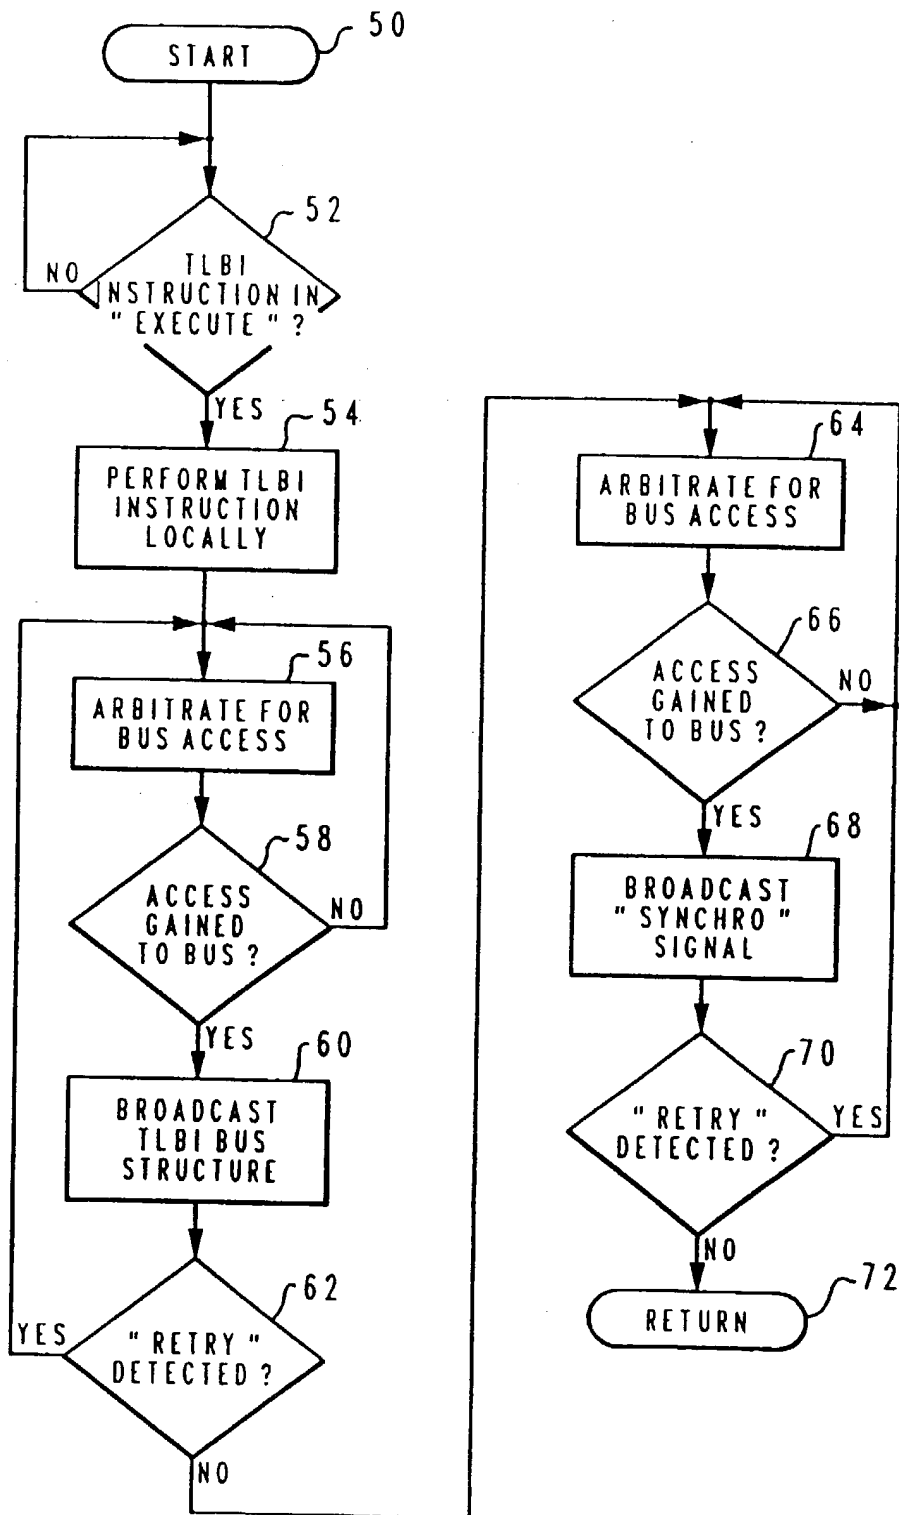 50
START
52
NO
TLBI
INSTRUCTION IN
"EXECUTE"?
YES
54
PERFORM TLBI
INSTRUCTION
LOCALLY
56
ARBITRATE FOR
BUS ACCESS
58
ACCESS
GAINED
TO BUS?
NO
YES
60
BROADCAST
TLBI BUS
STRUCTURE
62
YES
"RETRY"
DETECTED?
NO
64
ARBITRATE FOR
BUS ACCESS
66
ACCESS
GAINED
TO BUS?
NO
YES
68
BROADCAST
"SYNCHRO"
SIGNAL
70
"RETRY"
DETECTED?
YES
NO
72
RETURN